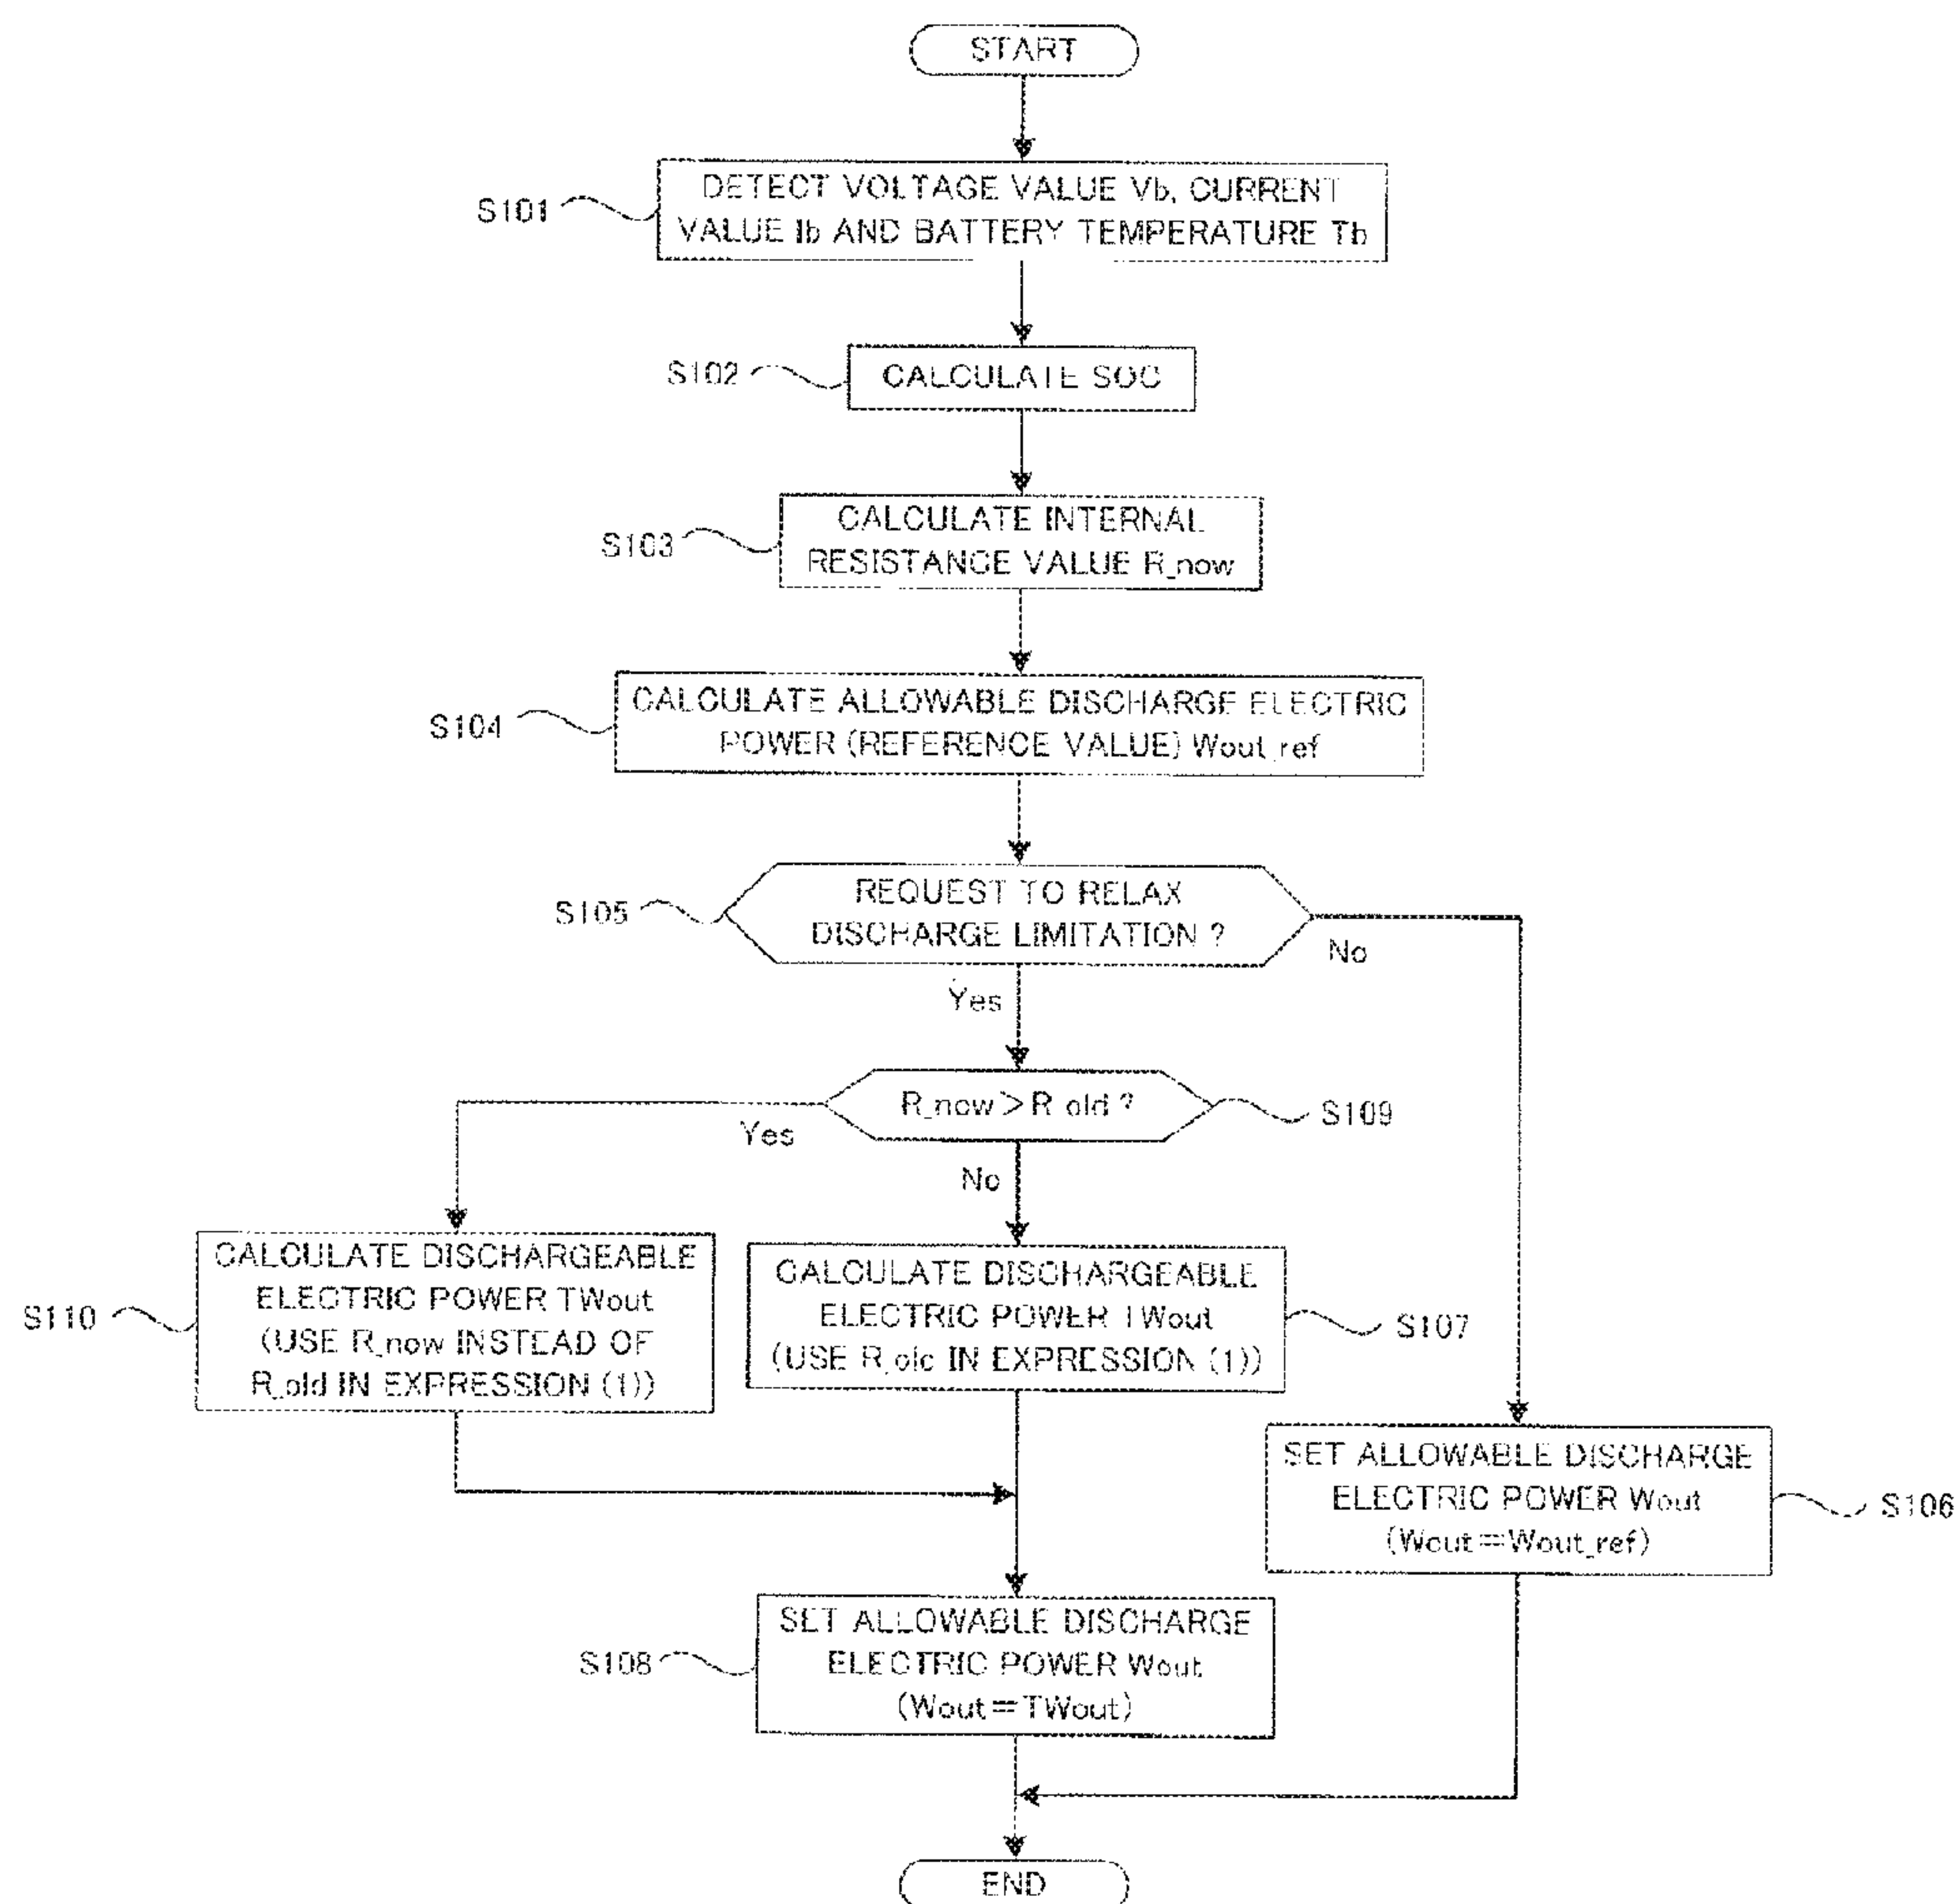 START
S101
DETECT VOLTAGE VALUE Vb, CURRENT
VALUE Ib AND BATTERY TEMPERATURE Tb
S102
CALCULATE SOC
S103
CALCULATE INTERNAL
RESISTANCE VALUE R_now
S104
CALCULATE ALLOWABLE DISCHARGE ELECTRIC
POWER (REFERENCE VALUE) Wout_ref
S105
REQUEST TO RELAX
DISCHARGE LIMITATION ?
No
Yes
R_now>R_old ?
S109
Yes
No
S110
CALCULATE DISCHARGEABLE
ELECTRIC POWER TWout
(USE R_now INSTEAD OF
R_old IN EXPRESSION (1))
CALCULATE DISCHARGEABLE
ELECTRIC POWER TWout
(USE R_old IN EXPRESSION (1))
S107
SET ALLOWABLE DISCHARGE
ELECTRIC POWER Wout
(Wout=Wout_ref)
S106
S108
SET ALLOWABLE DISCHARGE
ELECTRIC POWER Wout
(Wout=TWout)
END